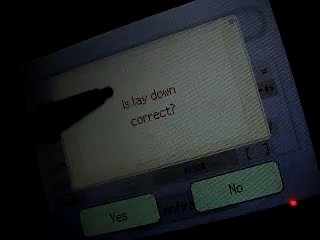 Is lay down
correct?
Yes
No